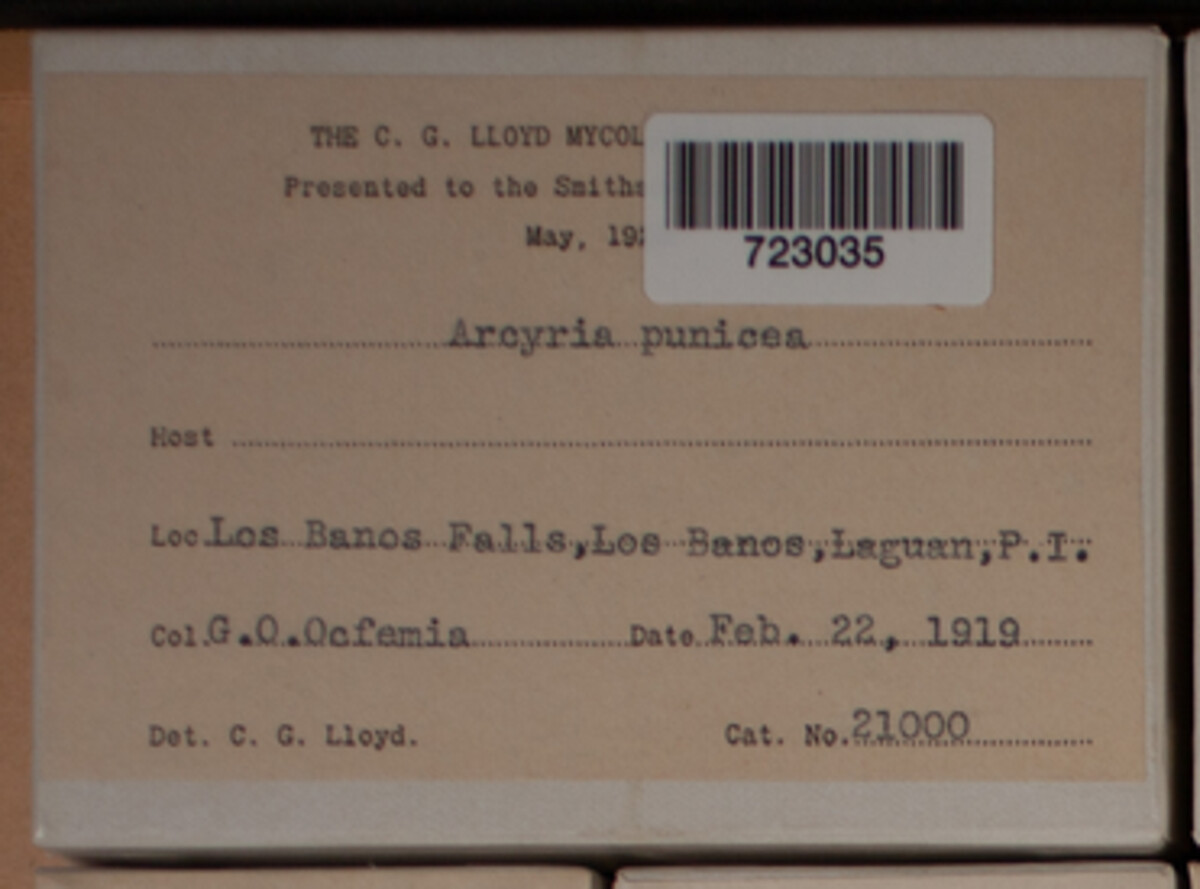 THE C. G. LLOYD MYCOL
Presented to the Smiths
May, 192
723035
Arcyria punicea
Host
Loc. Los Banos Falls, Los Banos, Laguan, P.I.
Col. G.O.Ocfemia Date Feb. 22, 1919
Det. C. G. Lloyd. Cat. No. 21000